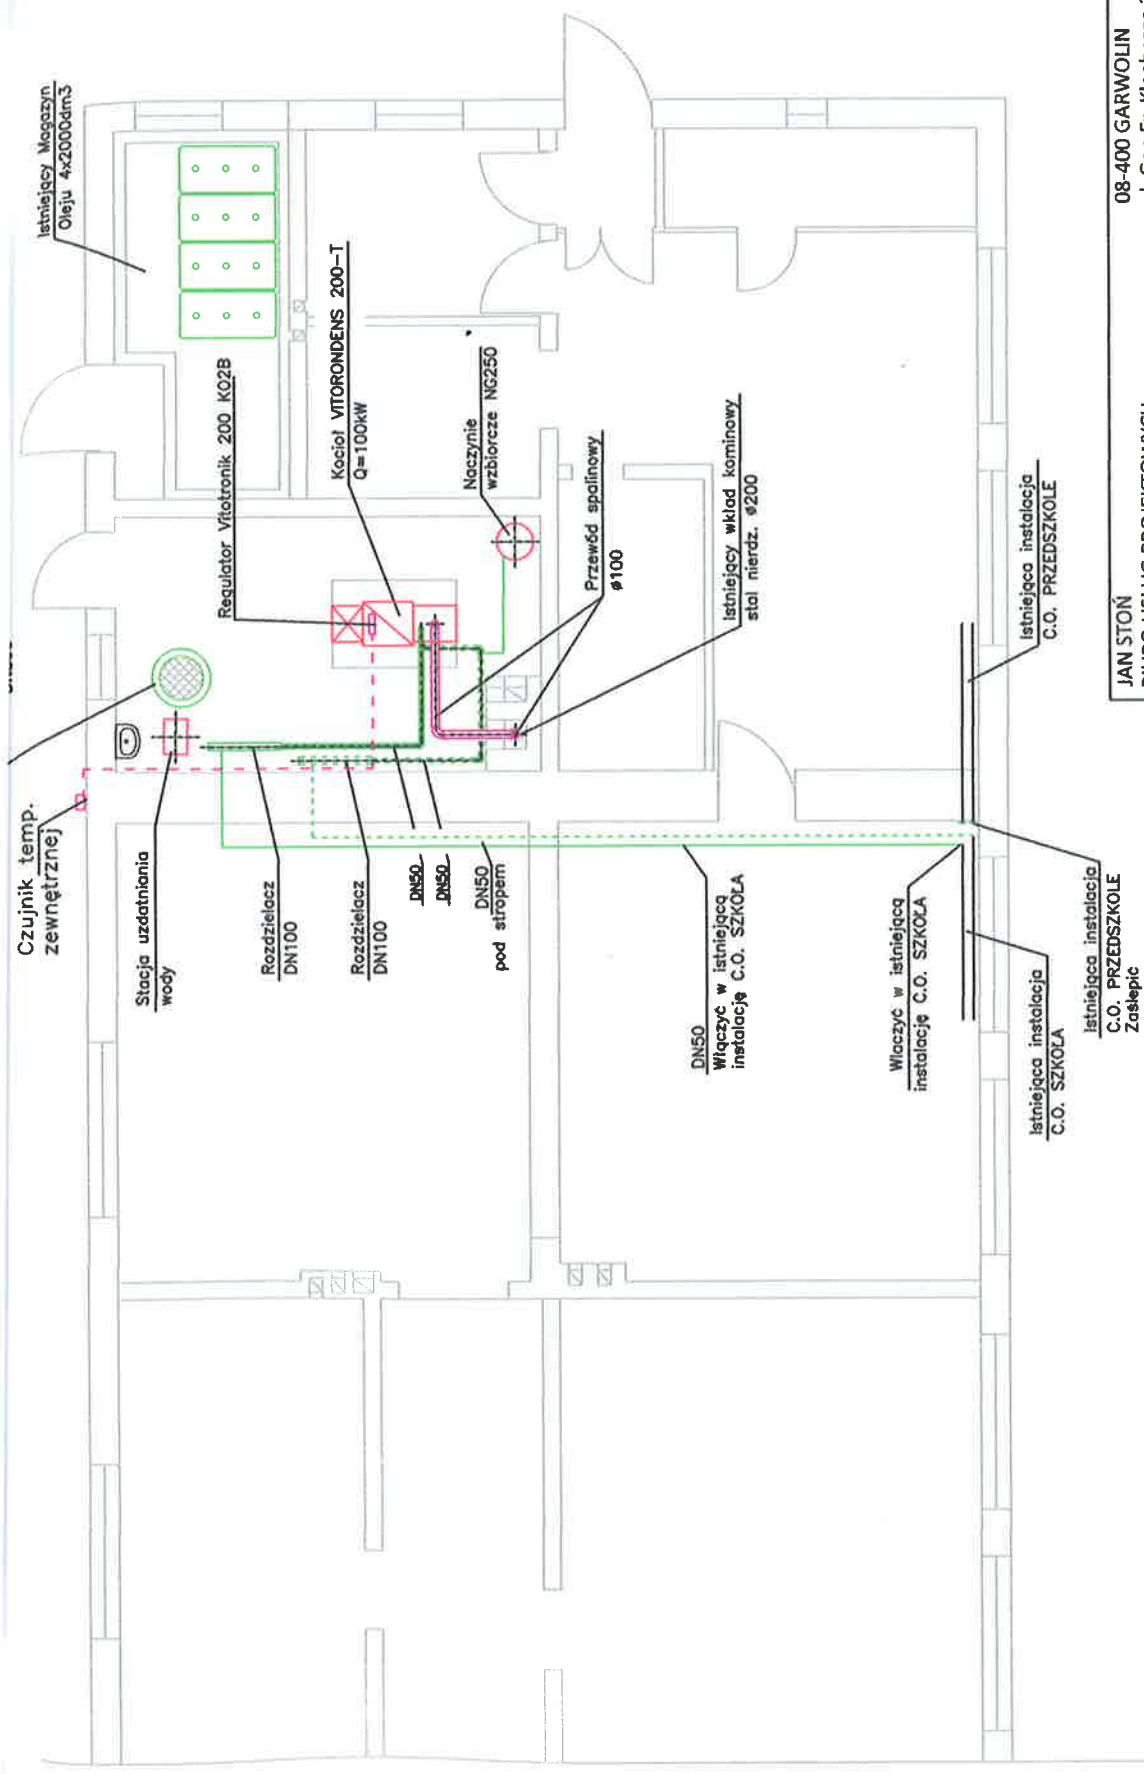 Istniejący Magazyn
Oleju 4x2000dm3
Regulator Vitotronik 200 KO2B
Kocioł VITORONDENS 200-T
Q=100kW
Naczynie
wzbiorcze NG250
Przewód spalinowy
ø100
Istniejący wkład kominowy
stal nierdz. ø200
Czujnik temp.
zewnętrznej
Stacja uzdatniania
wody
Rozdzielacz
DN100
Rozdzielacz
DN100
DN50
DN50
DN50
pod stropem
DN50
Włączyć w istniejącą
instalację C.O. SZKOŁA
Wlaczyć w istniejącą
instalację C.O. SZKOŁA
Istniejąca instalacja
C.O. SZKOŁA
Istniejąca instalacja
C.O. PRZEDSZKOLE
Istniejąca instalacja
C.O. PRZEDSZKOLE
Zaślepić
JAN STOŃ
08-400 GARWOLIN